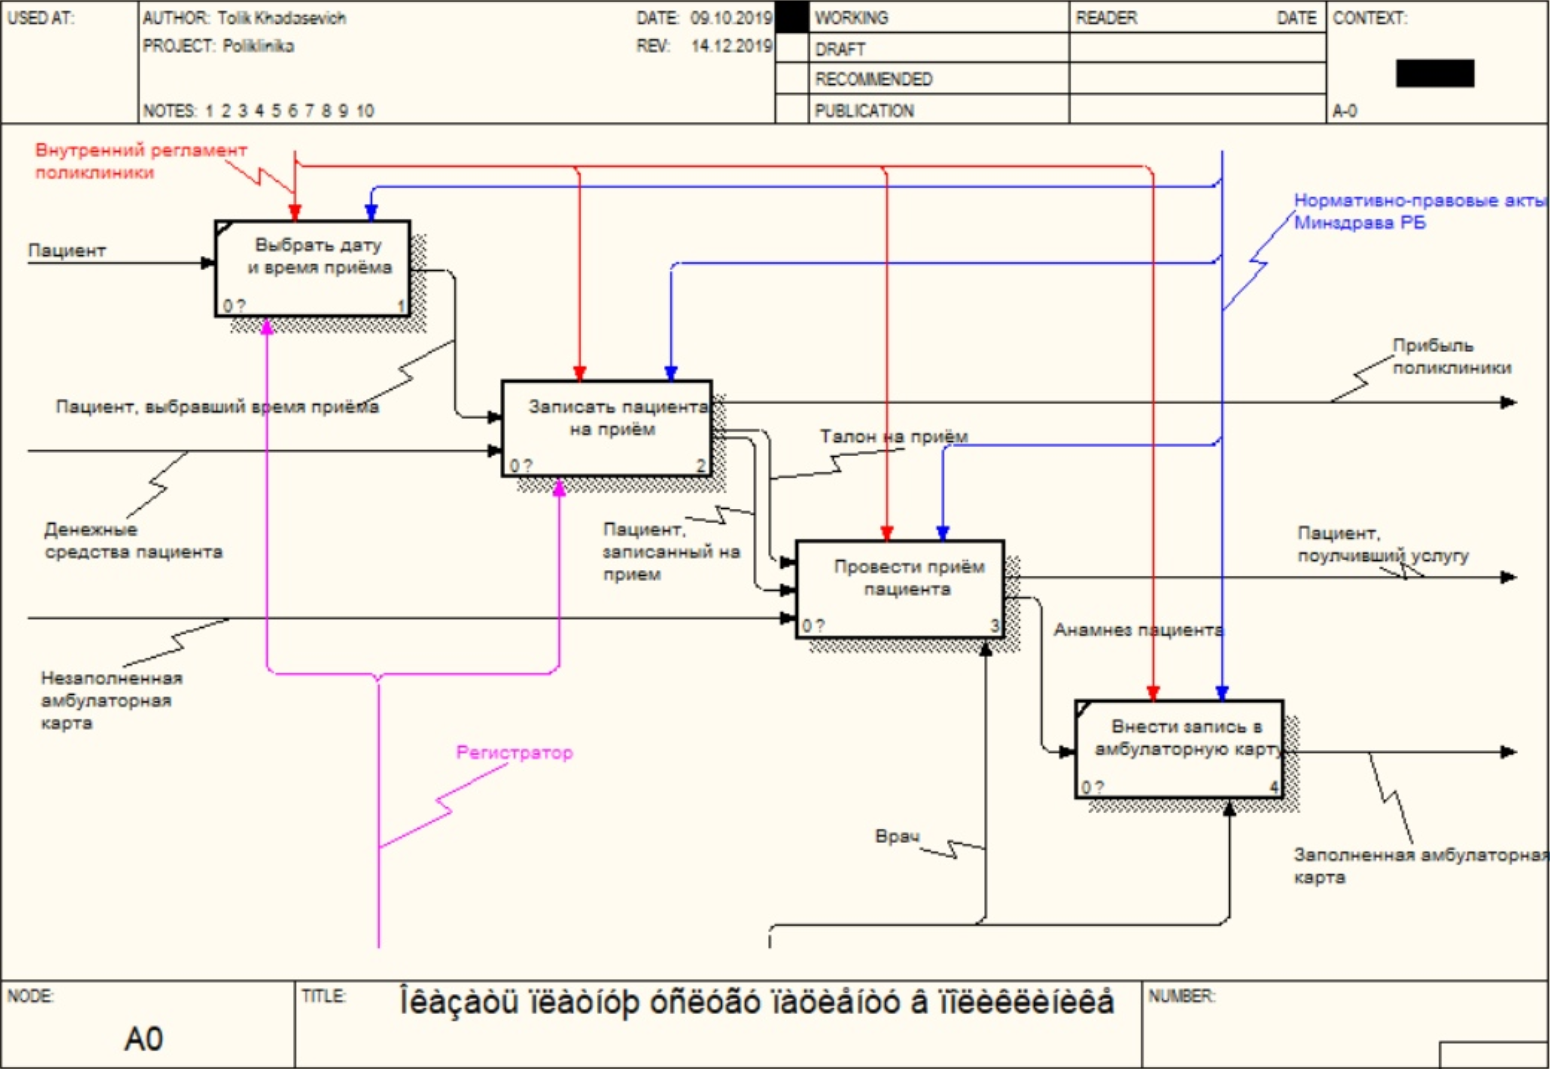 USED AT:
AUTHOR: Tolik Khadasevich
DATE: 09.10.2019
WORKING
READER
DATE
CONTEXT:
PROJECT: Poliklinika
REV: 14.12.2019
DRAFT
RECOMMENDED
NOTES: 1 2 3 4 5 6 7 8 9 10
PUBLICATION
A-0
Внутренний регламент
поликлиники
Нормативно-правовые акты
Минздрава РБ
Пациент
Выбрать дату
и время приёма
0 ?
1
Прибыль
поликлиники
Пациент, выбравший время приёма
Записать пациента
на приём
0 ?
2
Талон на приём
Денежные
средства пациента
Пациент,
записанный на
прием
Пациент,
поулчивший услугу
Провести приём
пациента
0 ?
3
Анамнез пациента
Незаполненная
амбулаторная
карта
Внести запись в
амбулаторную карту
0 ?
4
Регистратор
Врач
Заполненная амбулаторная
карта
NODE:
A0
TITLE:
Îêàçàòü ïëàòíóþ óñëóãó ïàöèåíòó â ïîëèêëèíèêå
NUMBER: